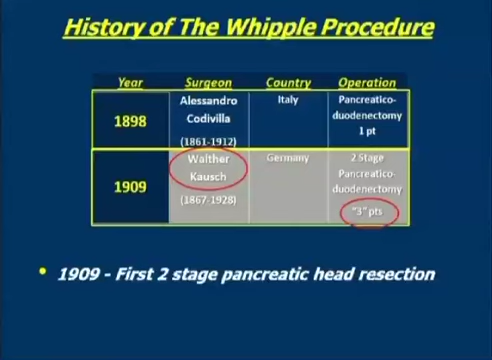 History of The Whipple Procedure
Year Surgeon Country Operation
1898
Alessandro
Codivilla
(1861-1912)
Italy
Pancreatico-
duodenectomy
1 pt
1909
Walther
Kausch
(1867-1928)
Germany
2 Stage
Pancreatico-
duodenectomy
"3" pts
• 1909 - First 2 stage pancreatic head resection